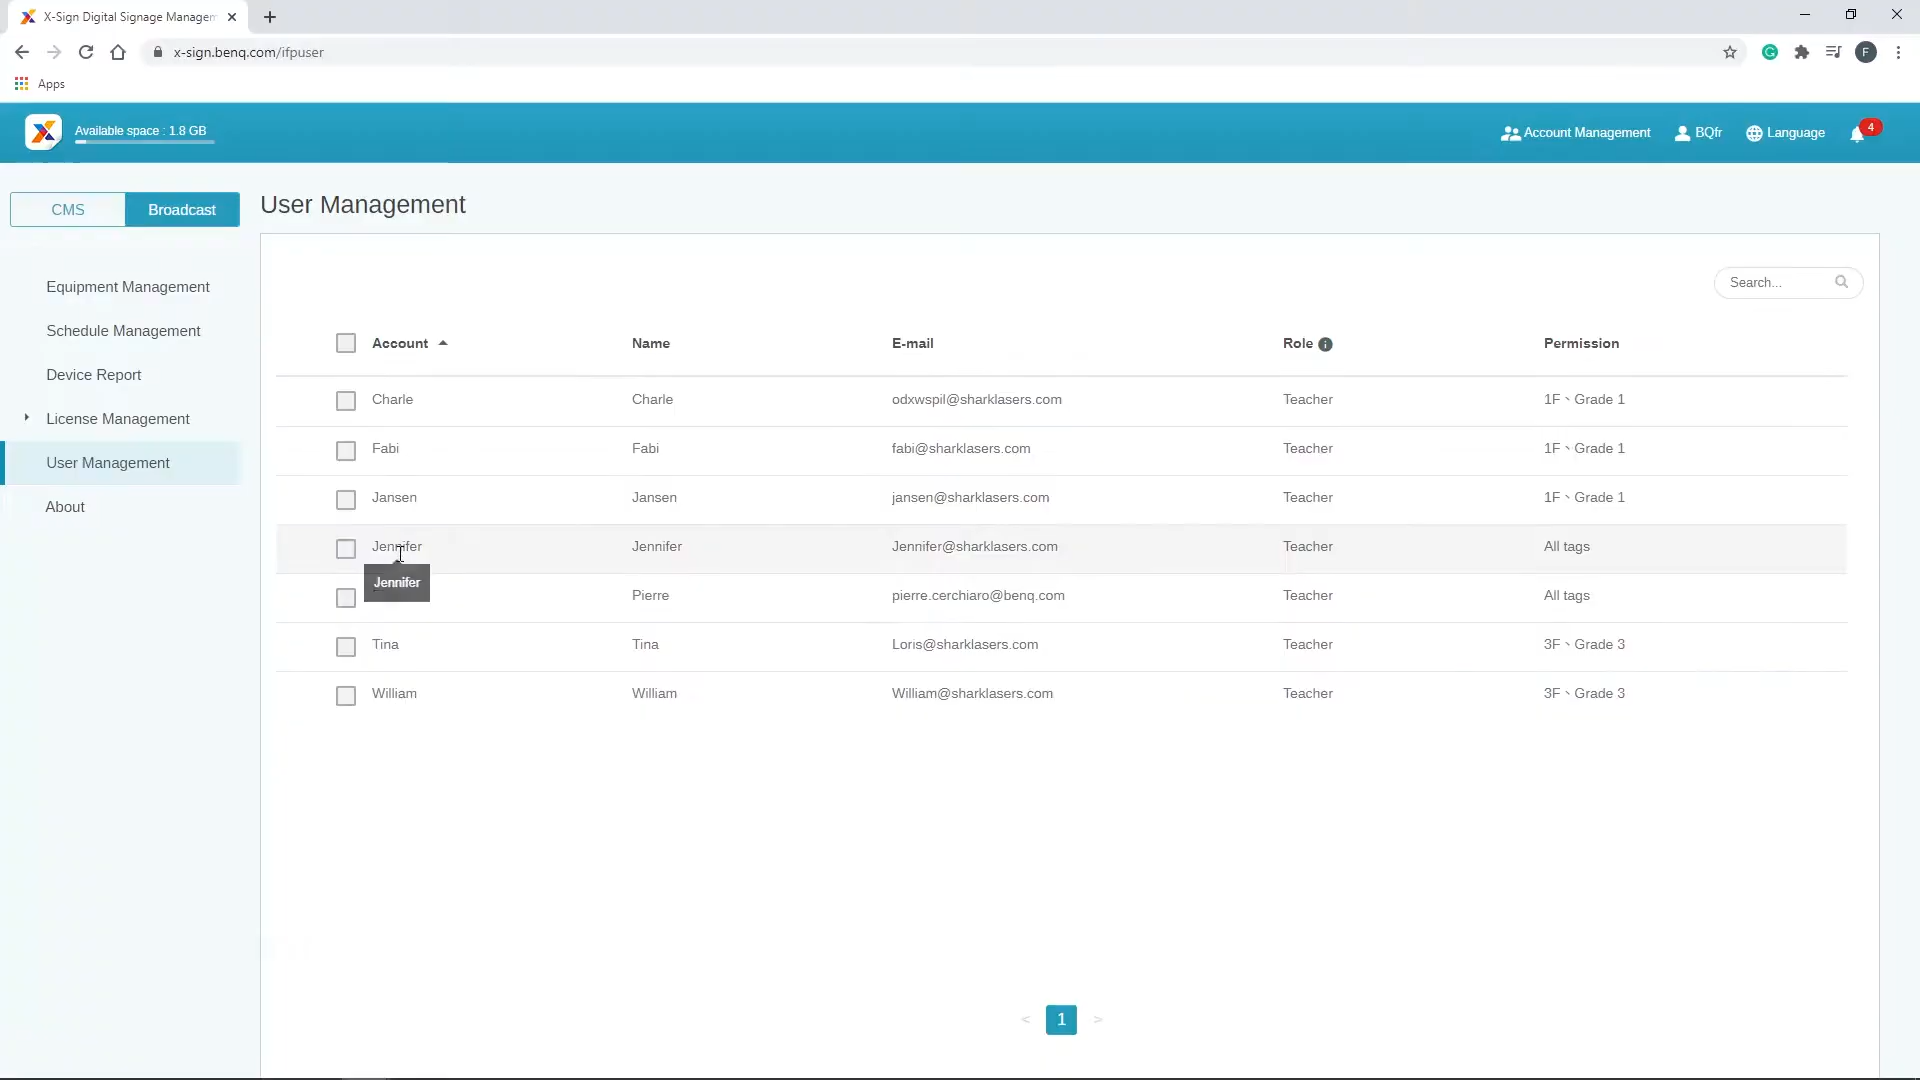 X-Sign Digital Signage Managem
x-sign.benq.com/ifpuser
F
Apps
X
Available space : 1.8 GB
Account Management
BQfr
Language
4
CMS
Broadcast
User Management
Equipment Management
Schedule Management
Device Report
License Management
User Management
About
Search...
Account
Name
E-mail
Role
Permission
Charle
Charle
odxwspil@sharklasers.com
Teacher
1F、Grade 1
Fabi
Fabi
fabi@sharklasers.com
Teacher
1F、Grade 1
Jansen
Jansen
jansen@sharklasers.com
Teacher
1F、Grade 1
Jennifer
Jennifer
Jennifer@sharklasers.com
Teacher
All tags
Jennifer
Pierre
pierre.cerchiaro@benq.com
Teacher
All tags
Tina
Tina
Loris@sharklasers.com
Teacher
3F、Grade 3
William
William
William@sharklasers.com
Teacher
3F、Grade 3
< 1 >